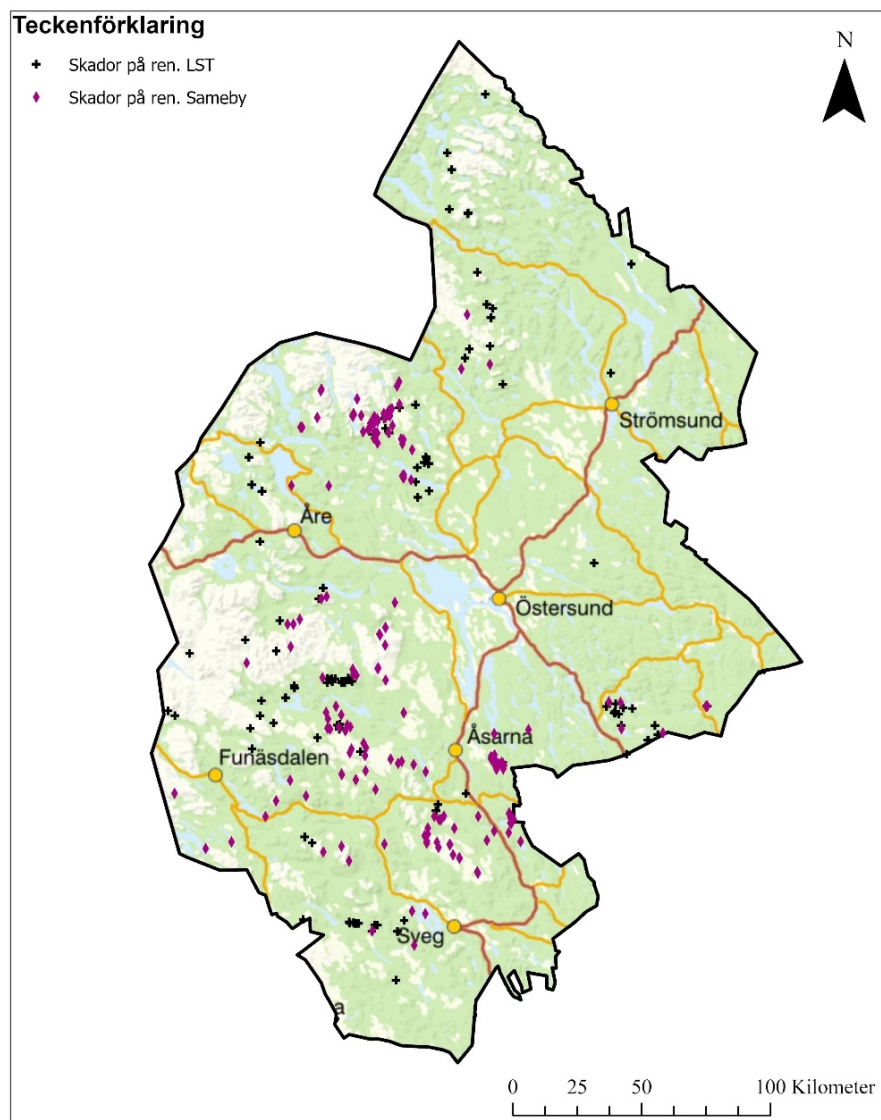 Teckenförklaring
Skador på ren. LST
Skador på ren. Sameby
N
Strömsund
Åre
Östersund
Åsarna
Funäsdalen
Sveg
a
0 25 50 100 Kilometer